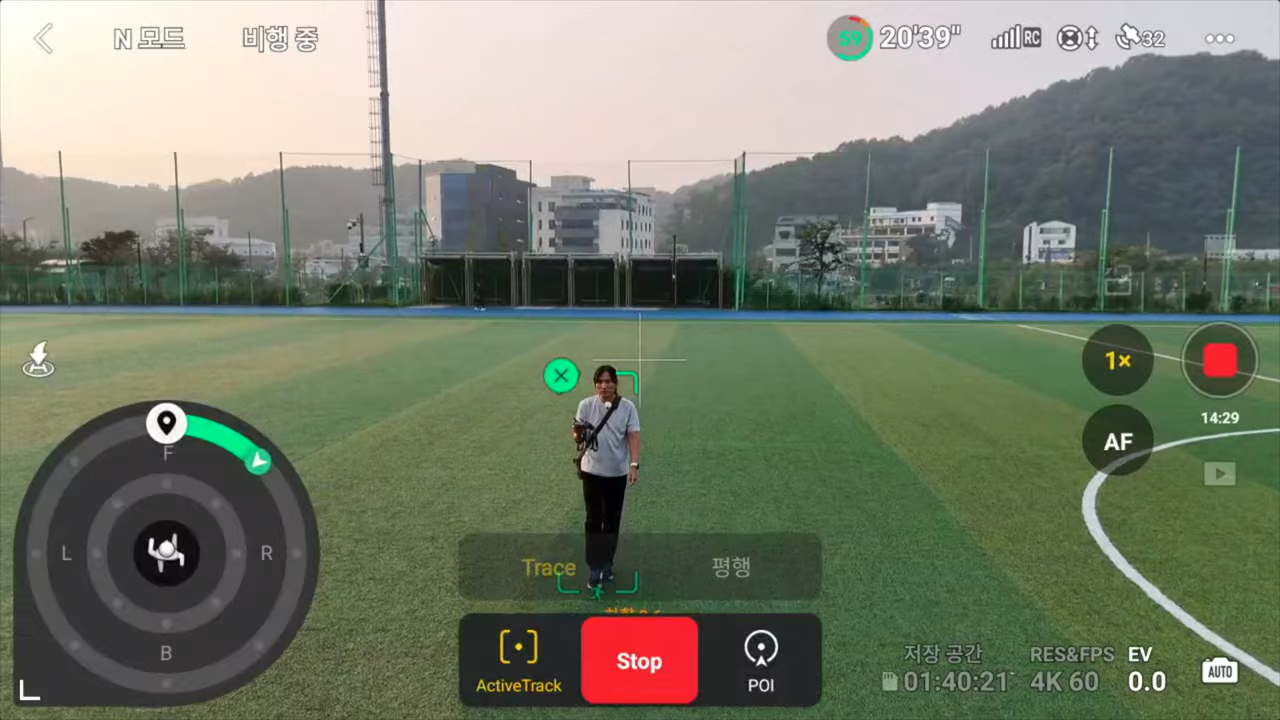 N 모드
비행 중
59
20'39"
RC
32
1×
14:29
AF
F
L
R
B
Trace
평행
ActiveTrack
Stop
POI
저장 공간
01:40:21
RES&FPS
4K 60
EV
0.0
AUTO